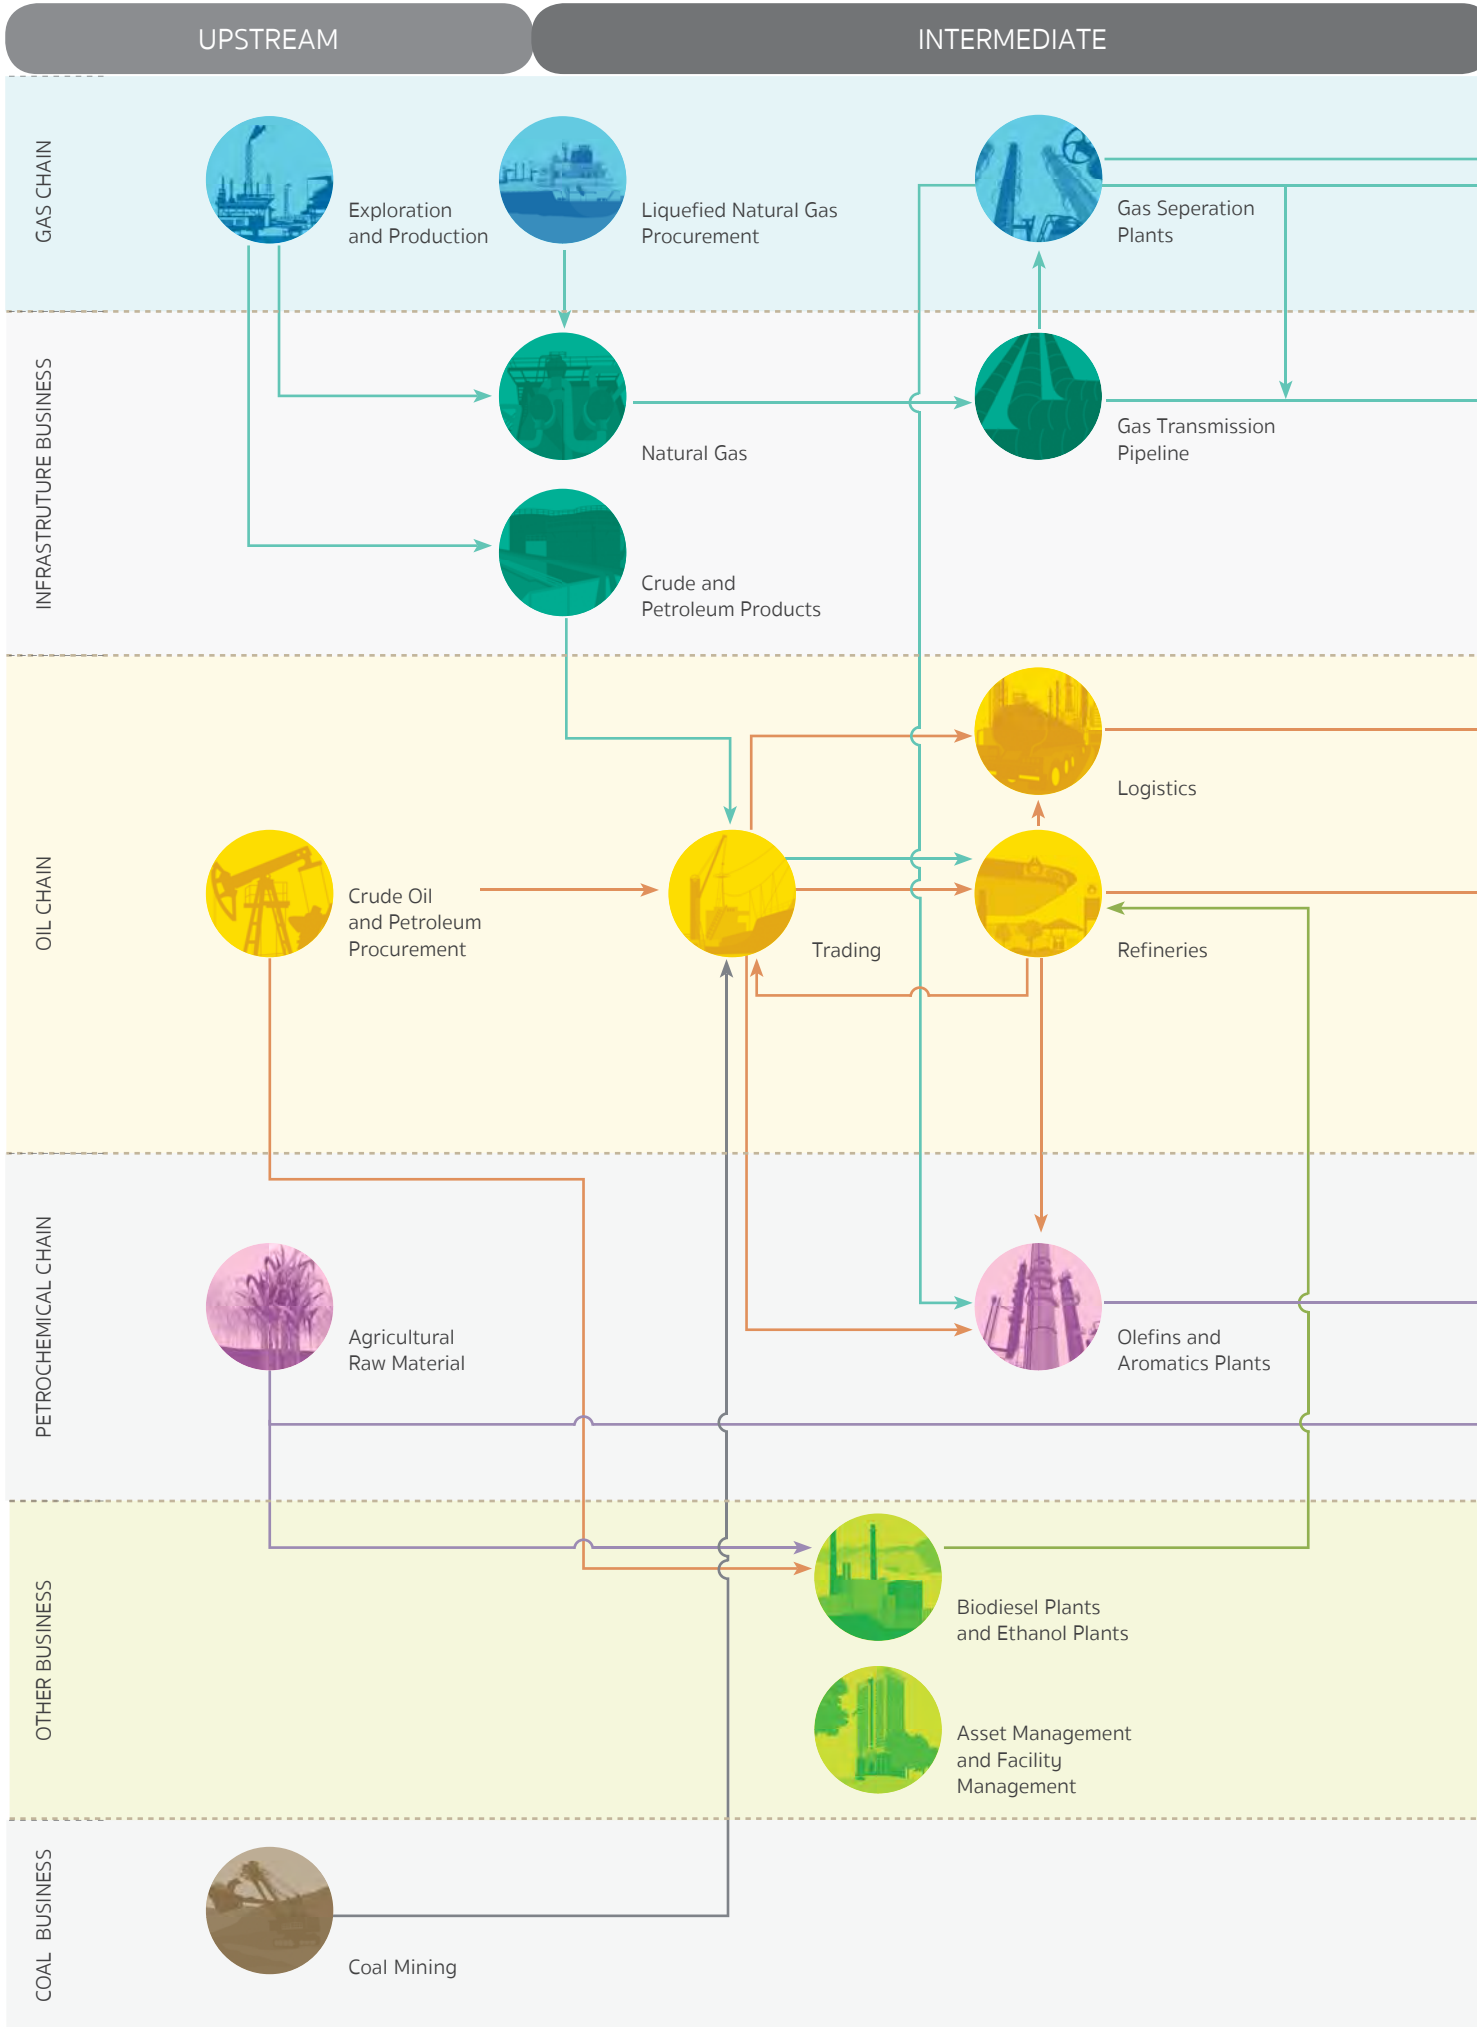 UPSTREAM
INTERMEDIATE
GAS CHAIN
Exploration
and Production
Liquefied Natural Gas
Procurement
Gas Seperation
Plants
INFRASTRUTURE BUSINESS
Natural Gas
Gas Transmission
Pipeline
Crude and
Petroleum Products
OIL CHAIN
Logistics
Crude Oil
and Petroleum
Procurement
Trading
Refineries
PETROCHEMICAL CHAIN
Agricultural
Raw Material
Olefins and
Aromatics Plants
OTHER BUSINESS
Biodiesel Plants
and Ethanol Plants
Asset Management
and Facility
Management
COAL BUSINESS
Coal Mining